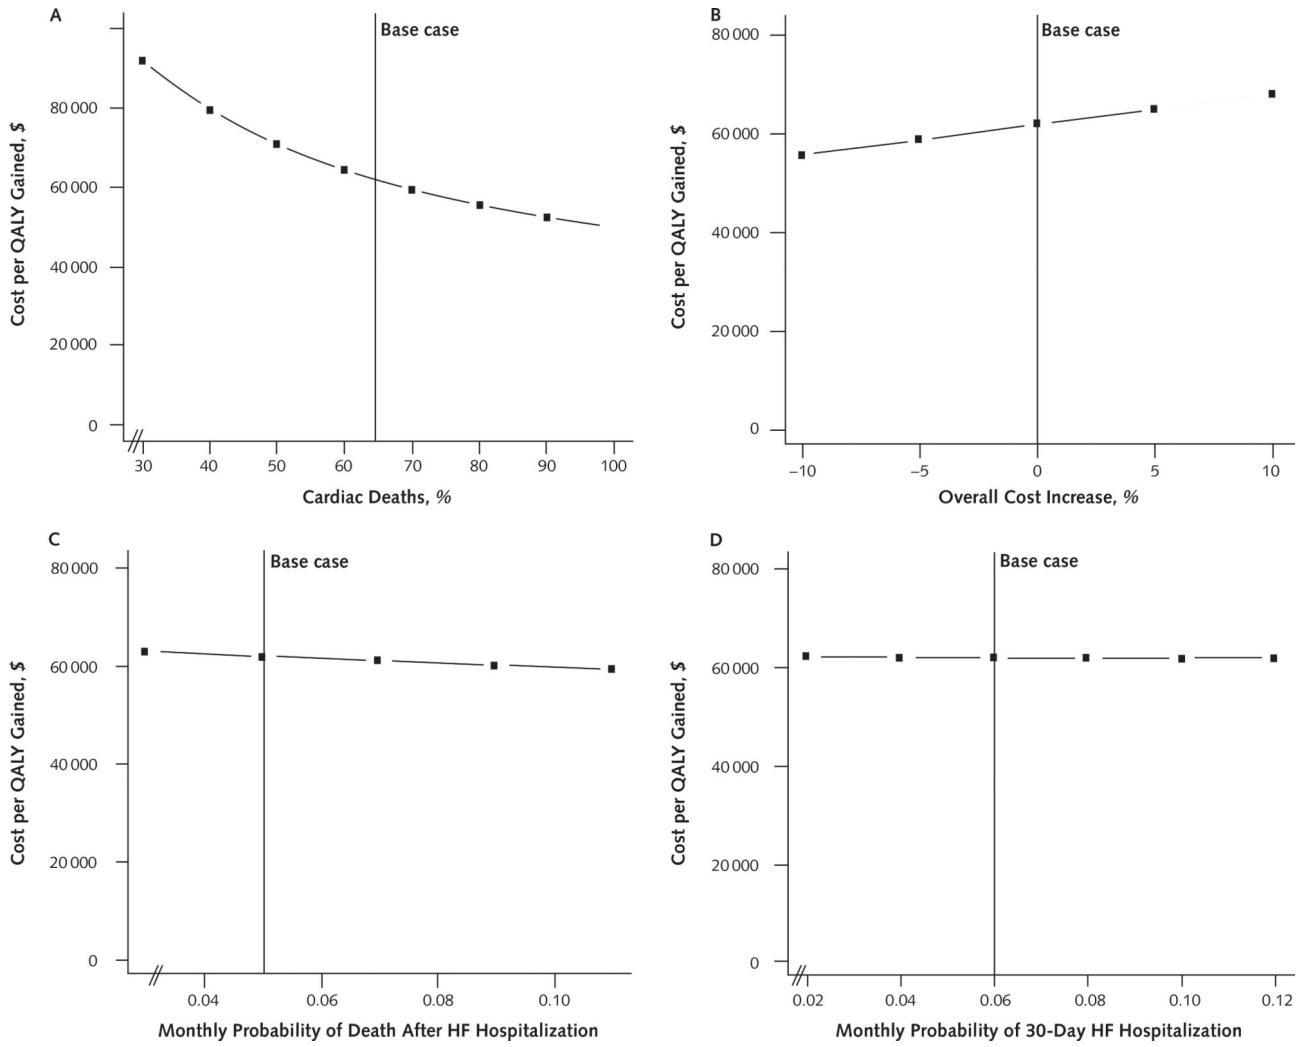 A
Base case
80 000
60 000
40 000
20 000
0
Cost per QALY Gained, $
30 40 50 60 70 80 90 100
Cardiac Deaths, %
B
Base case
80 000
60 000
40 000
20 000
0
Cost per QALY Gained, $
–10 –5 0 5 10
Overall Cost Increase, %
C
Base case
80 000
60 000
40 000
20 000
0
Cost per QALY Gained, $
0.04 0.06 0.08 0.10
Monthly Probability of Death After HF Hospitalization
D
Base case
80 000
60 000
40 000
20 000
0
Cost per QALY Gained, $
0.02 0.04 0.06 0.08 0.10 0.12
Monthly Probability of 30-Day HF Hospitalization